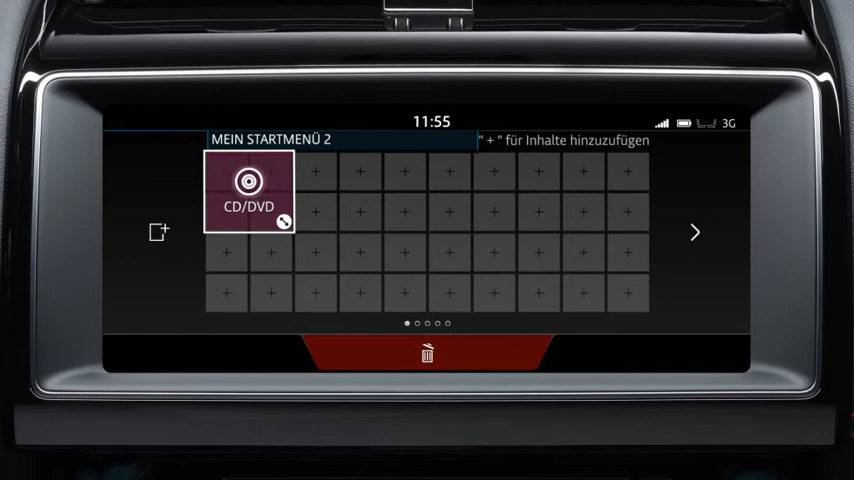 11:55
3G
MEIN STARTMENÜ 2
" + " für Inhalte hinzuzufügen
CD/DVD